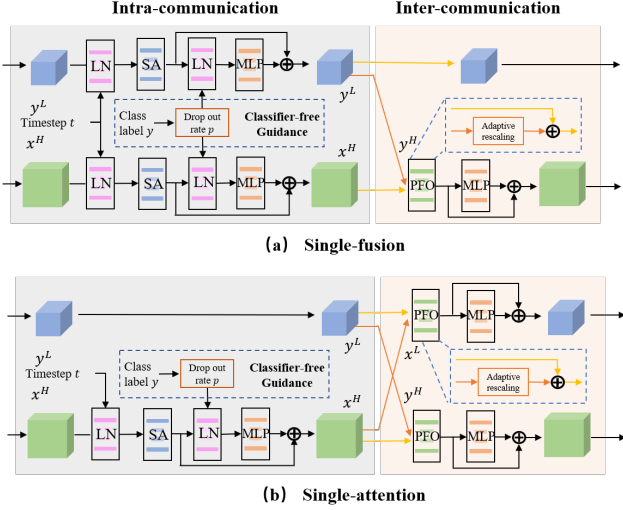 Intra-communication
Inter-communication
LN
SA
LN
MLP
y^L
y^L
Timestep t
x^H
Class
label y
Drop out
rate p
Classifier-free
Guidance
x^H
y^H
Adaptive
rescaling
LN
SA
LN
MLP
PFO
MLP
(a) Single-fusion
PFO
MLP
y^L
y^L
x^L
Timestep t
x^H
Class
label y
Drop out
rate p
Classifier-free
Guidance
x^H
y^H
Adaptive
rescaling
LN
SA
LN
MLP
PFO
MLP
(b) Single-attention